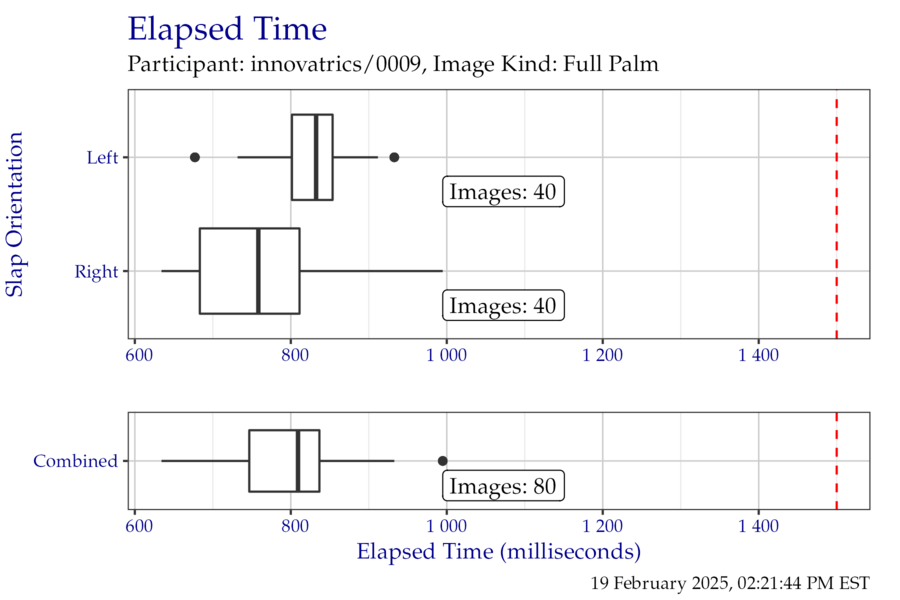 Elapsed Time
Participant: innovatrics/0009, Image Kind: Full Palm
Slap Orientation
Left
Images: 40
Right
Images: 40
600 800 1 000 1 200 1 400
Combined
Images: 80
600 800 1 000 1 200 1 400
Elapsed Time (milliseconds)
19 February 2025, 02:21:44 PM EST